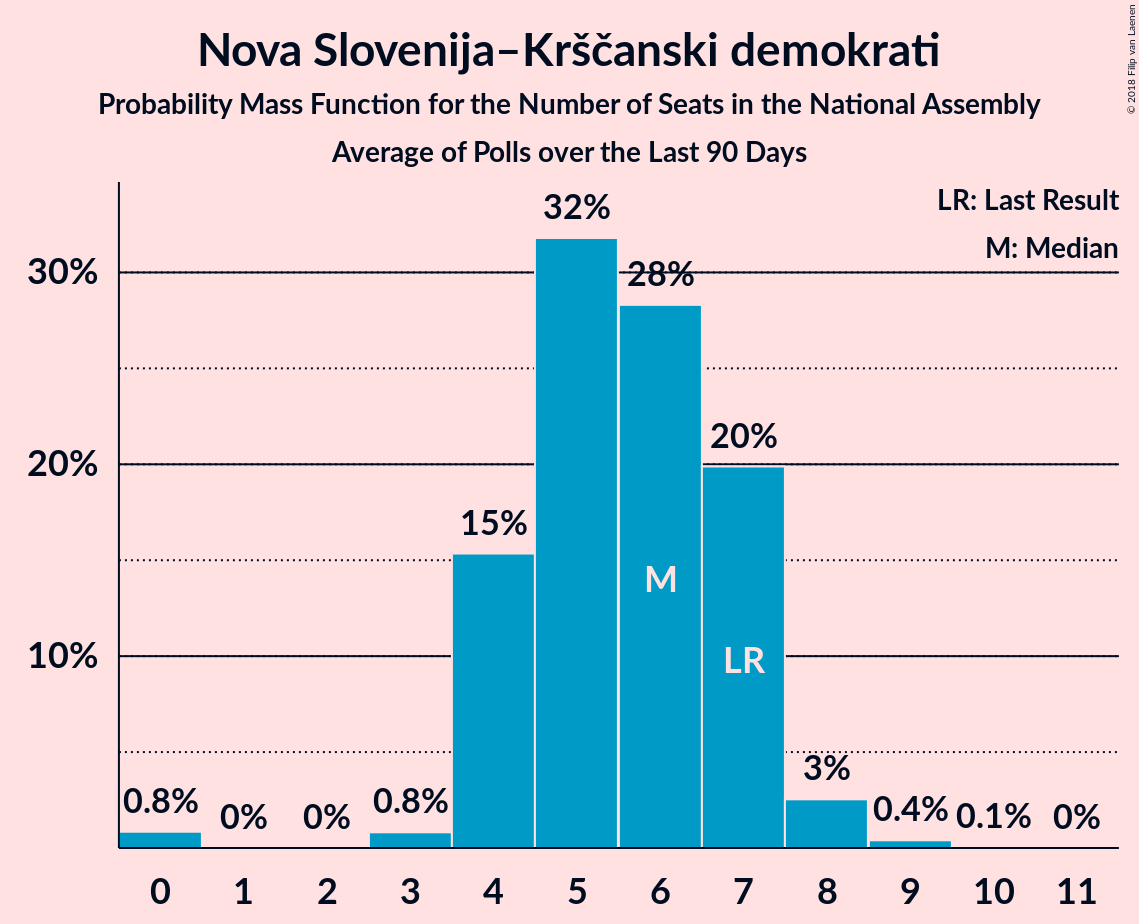 Nova Slovenija–Krščanski demokrati
Probability Mass Function for the Number of Seats in the National Assembly
Average of Polls over the Last 90 Days
© 2018 Filip van Laenen
LR: Last Result
M: Median
30%
20%
10%
0.8%
0%
0%
0.8%
15%
32%
28%
20%
3%
0.4%
0.1%
0%
M
LR
0 1 2 3 4 5 6 7 8 9 10 11